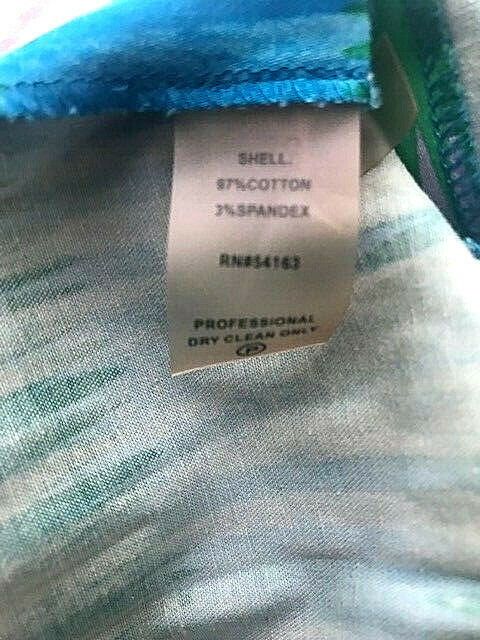 SHELL:
97%COTTON
3%SPANDEX
RN#54163
PROFESSIONAL
DRY CLEAN ONLY
P